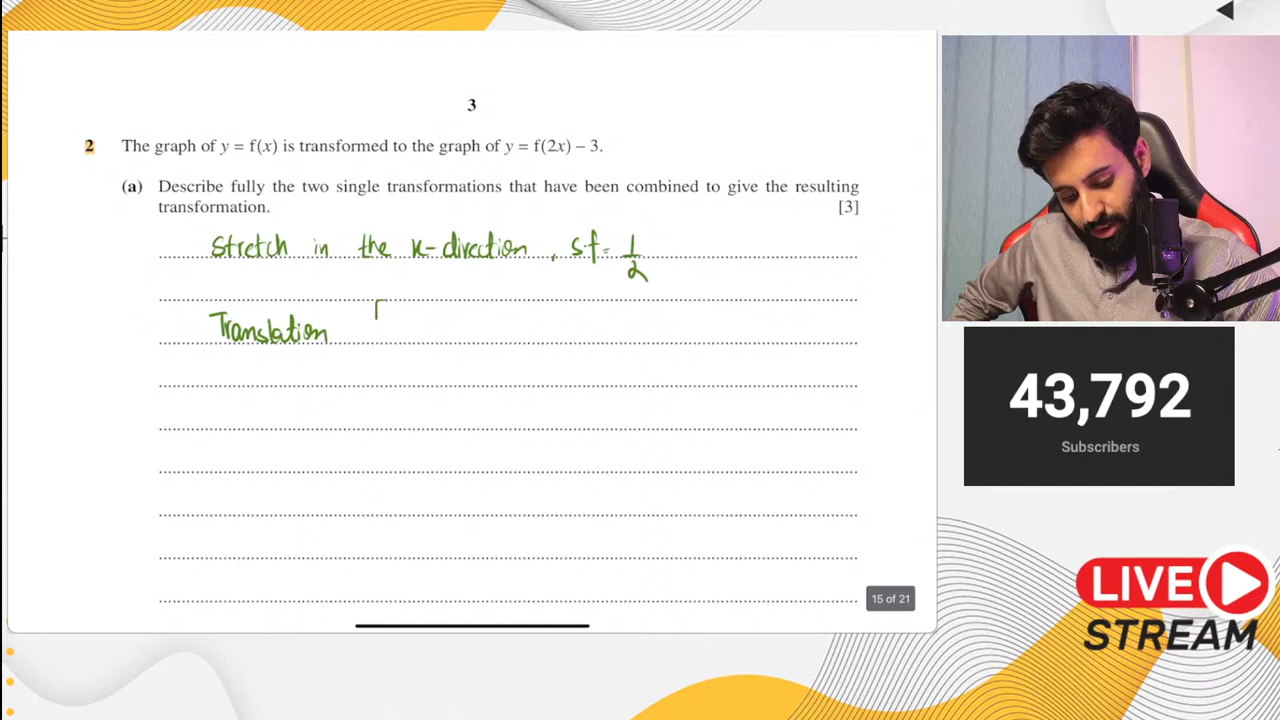 3
2 The graph of y = f(x) is transformed to the graph of y = f(2x) − 3.
(a) Describe fully the two single transformations that have been combined to give the resulting
transformation. [3]
Stretch in the x-direction, s.f = 1/2
Translation [
15 of 21
43,792
Subscribers
LIVE
STREAM